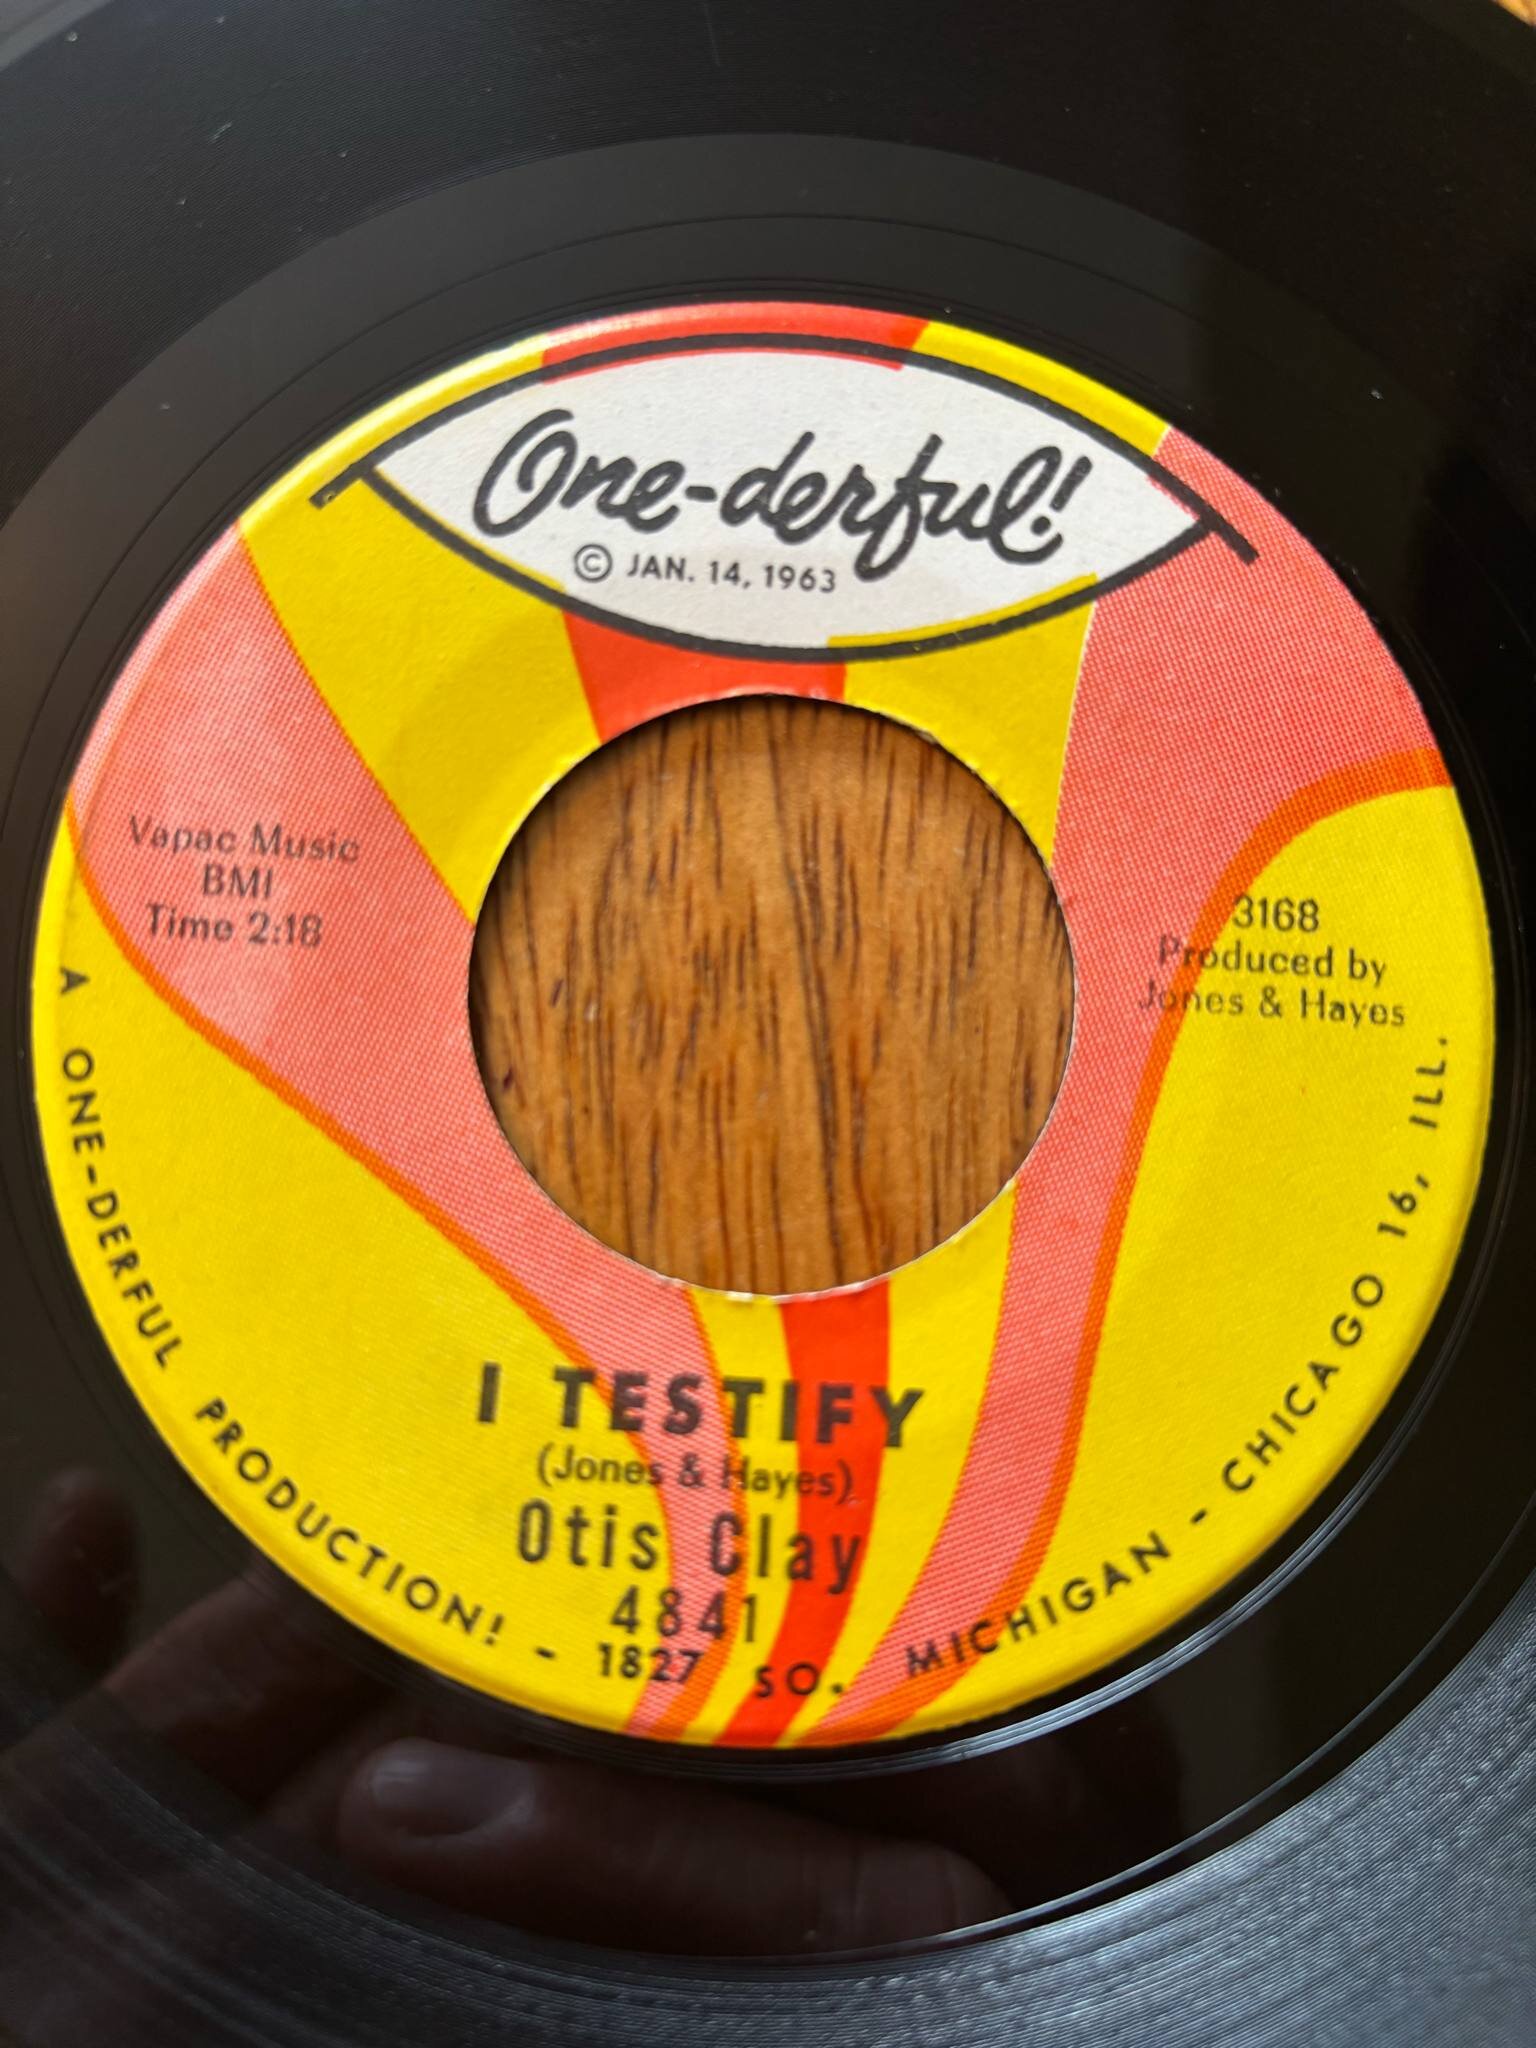 One-derful!
© JAN. 14, 1963
Vapac Music
BMI
Time 2:18
3168
Produced by
Jones & Hayes
I TESTIFY
(Jones & Hayes)
Otis Clay
4841
A ONE-DERFUL PRODUCTION! - 1827 SO. MICHIGAN - CHICAGO 16, ILL.